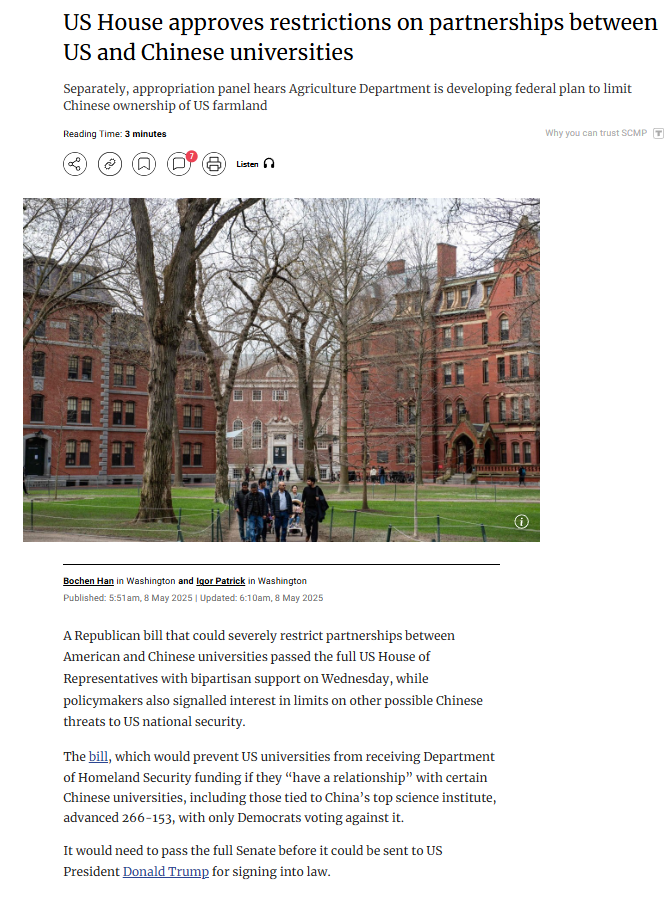 US House approves restrictions on partnerships between
US and Chinese universities
Separately, appropriation panel hears Agriculture Department is developing federal plan to limit
Chinese ownership of US farmland
Reading Time: 3 minutes
Why you can trust SCMP
7
Listen
Bochen Han in Washington and Igor Patrick in Washington
Published: 5:51am, 8 May 2025 | Updated: 6:10am, 8 May 2025
A Republican bill that could severely restrict partnerships between
American and Chinese universities passed the full US House of
Representatives with bipartisan support on Wednesday, while
policymakers also signalled interest in limits on other possible Chinese
threats to US national security.
The bill, which would prevent US universities from receiving Department
of Homeland Security funding if they “have a relationship” with certain
Chinese universities, including those tied to China’s top science institute,
advanced 266-153, with only Democrats voting against it.
It would need to pass the full Senate before it could be sent to US
President Donald Trump for signing into law.